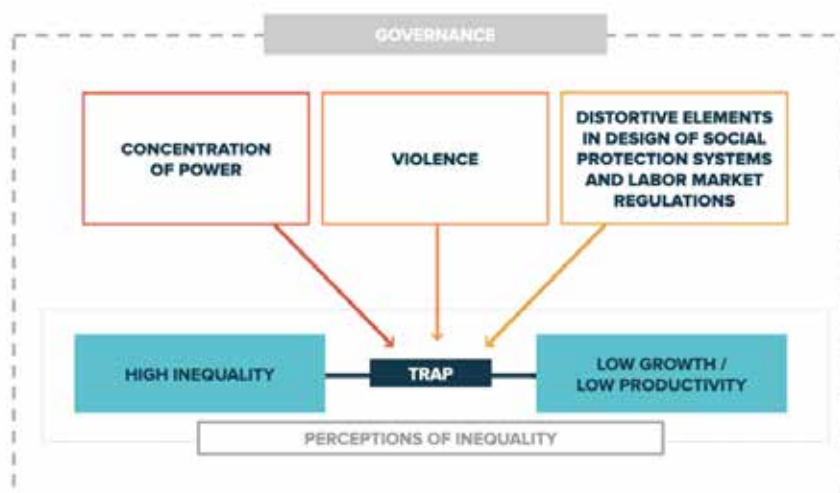 GOVERNANCE
CONCENTRATION
OF POWER
VIOLENCE
DISTORTIVE ELEMENTS
IN DESIGN OF SOCIAL
PROTECTION SYSTEMS
AND LABOR MARKET
REGULATIONS
HIGH INEQUALITY
TRAP
LOW GROWTH /
LOW PRODUCTIVITY
PERCEPTIONS OF INEQUALITY